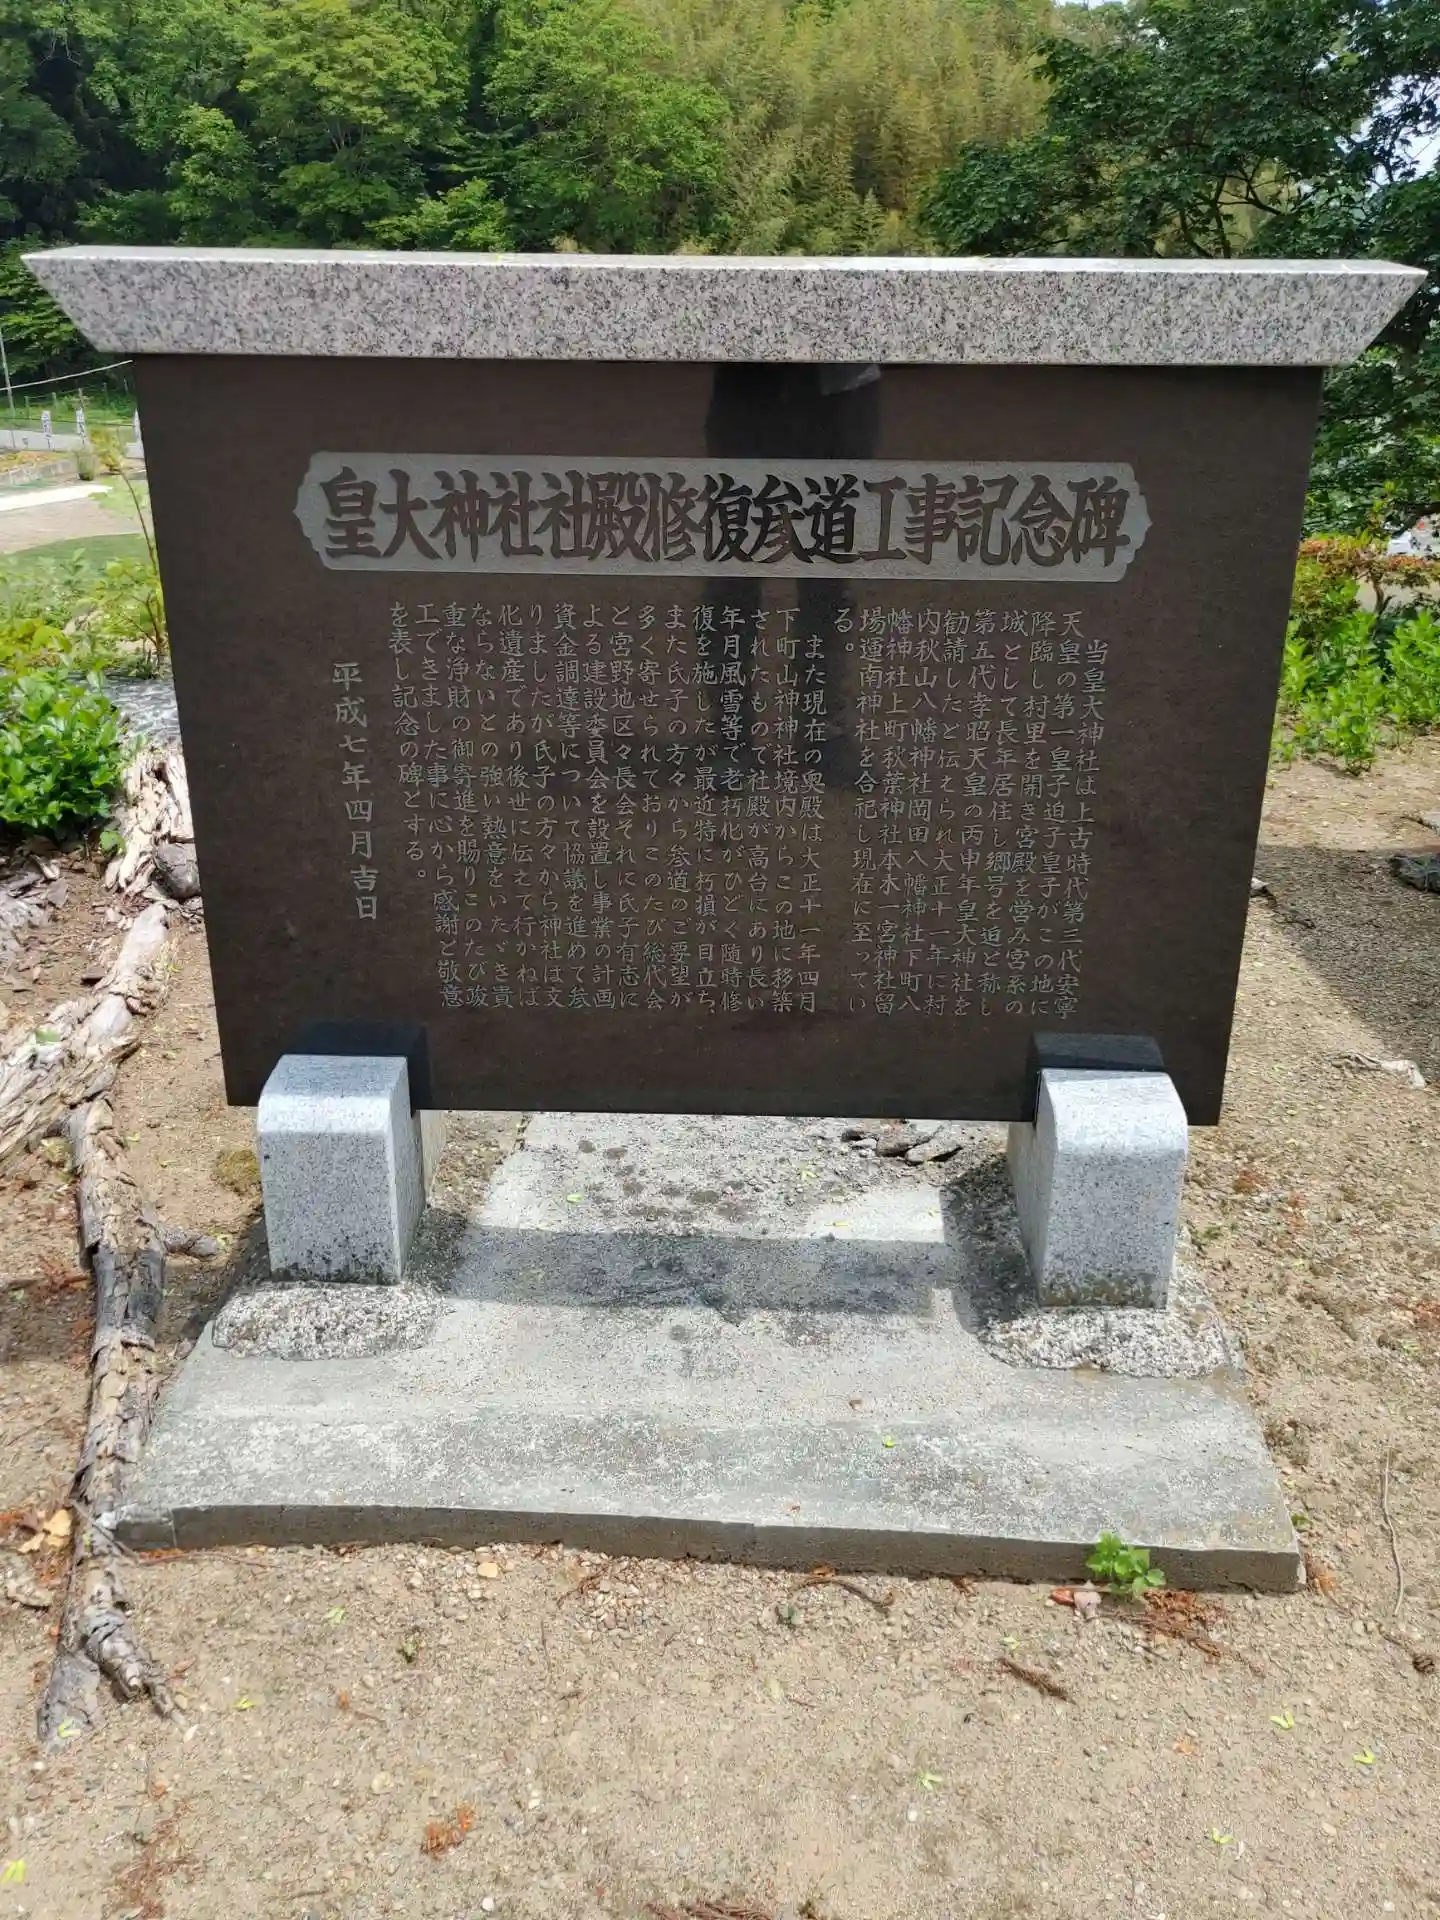 皇大神社社殿修復参道工事記念碑
当皇大神社は上古時代第三代安寧
天皇の第一皇子迫子皇子がこの地に
降臨し村里を開き宮殿を営み宮系の
城として長年居住し郷号を迫と称し
第五代孝昭天皇の丙申年皇大神社を
勧請したと伝えられ大正十一年に村
内秋山八幡神社岡田八幡神社下町八
幡神社上町秋葉神社本木一宮神社留
場運南神社を合祀し現在に至ってい
る。
また現在の奥殿は大正十一年四月
下町山神神社境内からこの地に移築
されたもので社殿が高台にあり長い
年月風雪等で老朽化がひどく随時修
復を施したが最近特に朽損が目立ち、
また氏子の方々から参道のご要望が
多く寄せられておりこのたび総代会
と宮野地区々長会それに氏子有志に
よる建設委員会を設置し事業の計画
資金調達等について協議を進めて参
りましたが氏子の方々から神社は文
化遺産であり後世に伝えて行かねば
ならないとの強い熱意をいたゞき貴
重な浄財の御寄進を賜りこのたび竣
工できました事に心から感謝と敬意
を表し記念の碑とする。
平成七年四月吉日